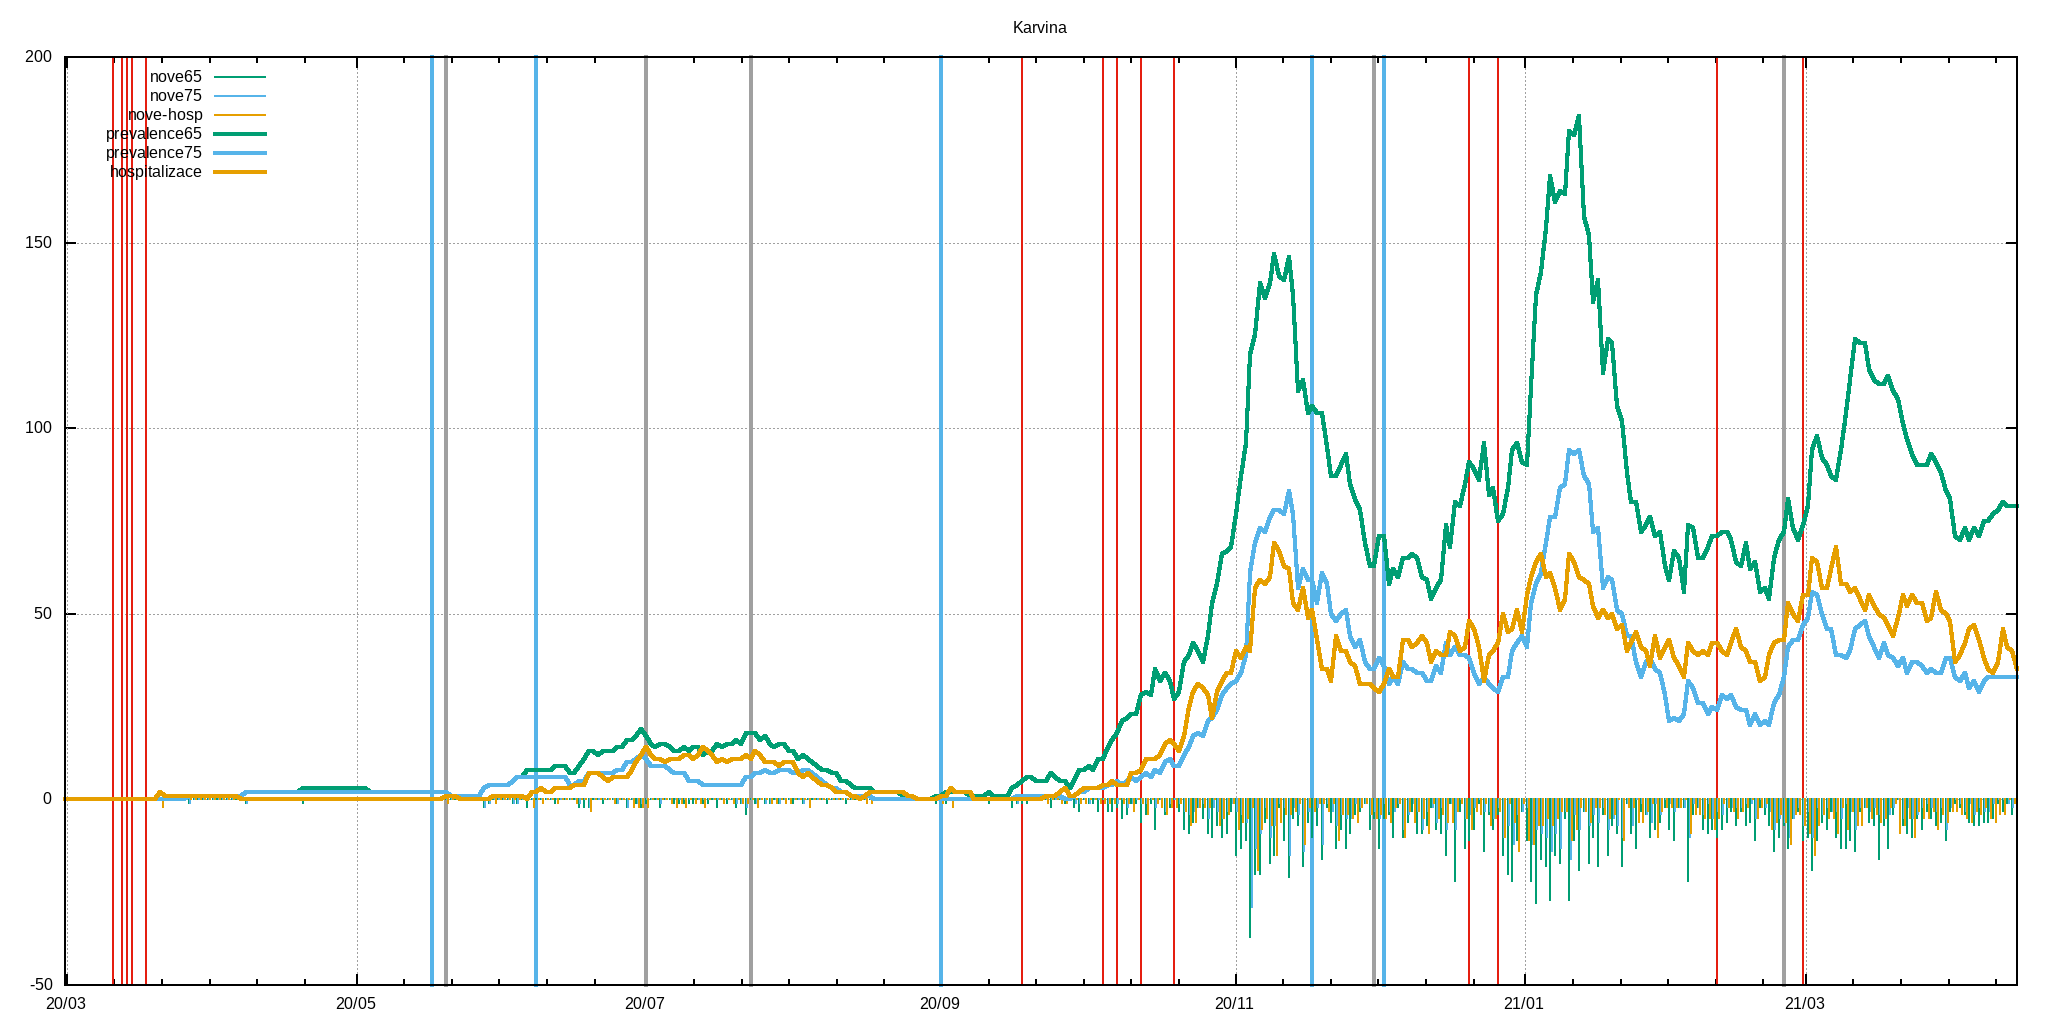 Karvina
200
150
100
50
0
-50
nove65
nove75
nove-hosp
prevalence65
prevalence75
hospitalizace
20/03 20/05 20/07 20/09 20/11 21/01 21/03